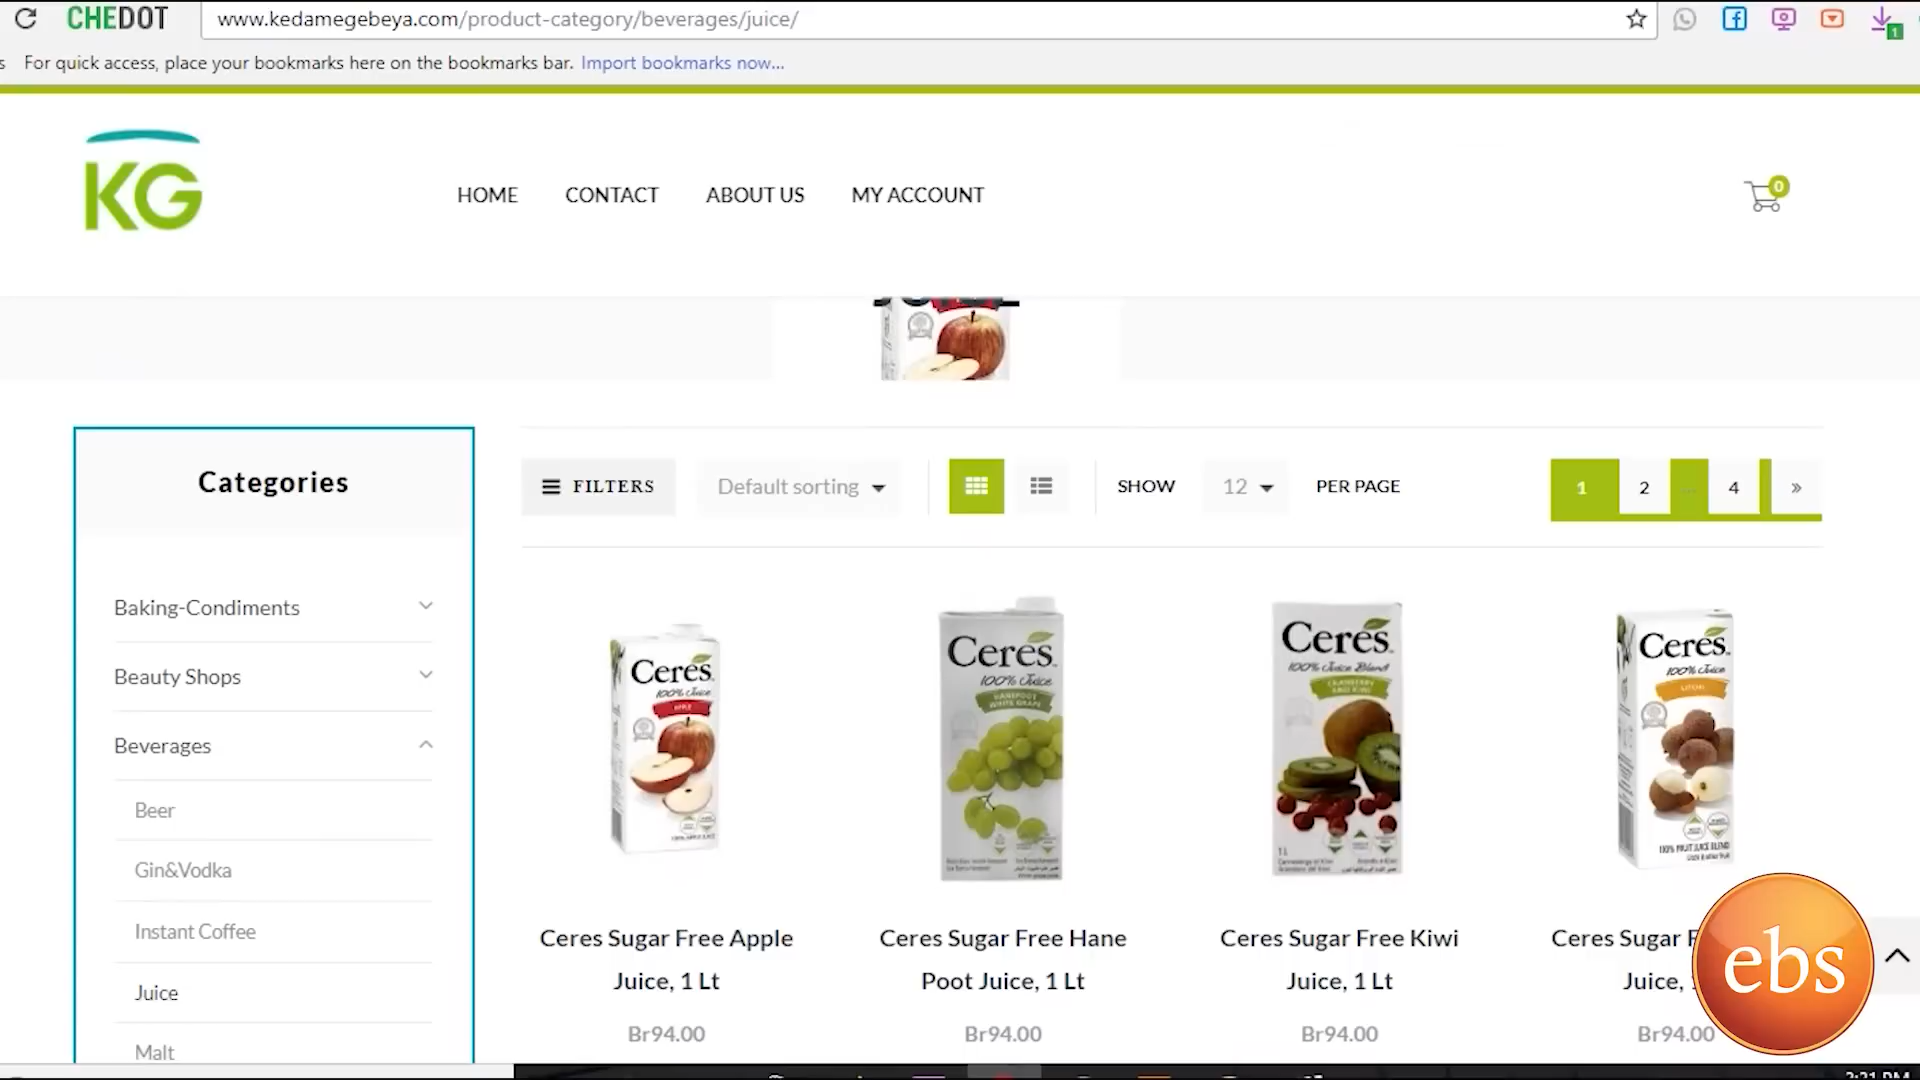 CHEDOT
www.kedamegebeya.com/product-category/beverages/juice/
1
s For quick access, place your bookmarks here on the bookmarks bar. Import bookmarks now...
KG
HOME CONTACT ABOUT US MY ACCOUNT
0
Categories
FILTERS Default sorting SHOW 12 PER PAGE 1 2 ... 4 »
Baking-Condiments
Beauty Shops
Beverages
Beer
Gin&Vodka
Instant Coffee
Juice
Malt
Ceres
100% Juice
APPLE
Ceres
100% Juice
HANEPOOT
WHITE GRAPE
Ceres
100% Juice Blend
CRANBERRY
AND KIWI
1L
Ceres
100% Juice
LITCHI
100% FRUIT JUICE BLEND
Ceres Sugar Free Apple
Juice, 1 Lt
Br94.00
Ceres Sugar Free Hane
Poot Juice, 1 Lt
Br94.00
Ceres Sugar Free Kiwi
Juice, 1 Lt
Br94.00
Ceres Sugar F
Juice, 
Br94.00
ebs